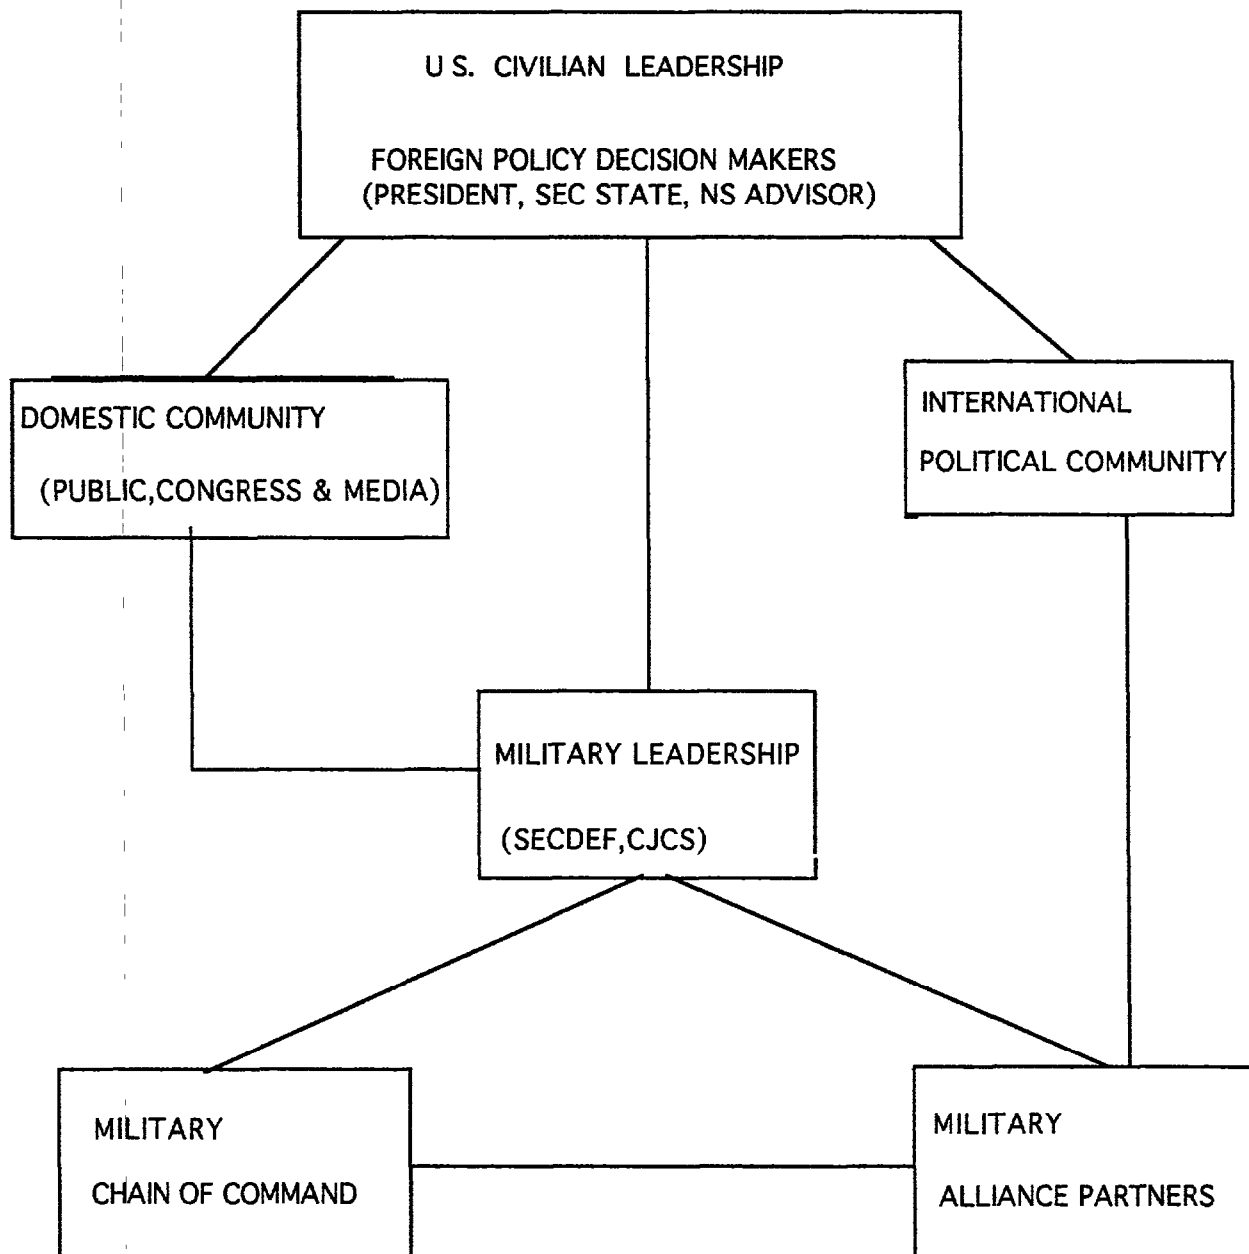 U S. CIVILIAN LEADERSHIP
FOREIGN POLICY DECISION MAKERS
(PRESIDENT, SEC STATE, NS ADVISOR)
DOMESTIC COMMUNITY
(PUBLIC,CONGRESS & MEDIA)
INTERNATIONAL
POLITICAL COMMUNITY
MILITARY LEADERSHIP
(SECDEF,CJCS)
MILITARY
CHAIN OF COMMAND
MILITARY
ALLIANCE PARTNERS